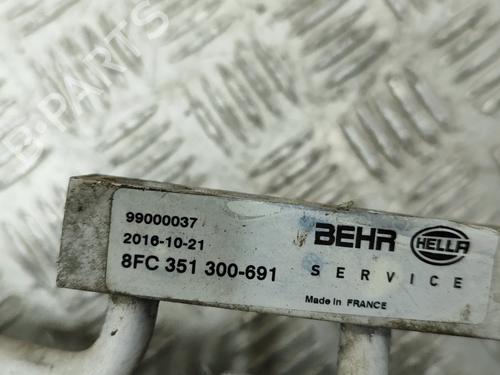 B-PARTS
99000037
2016-10-21
8FC 351 300-691
BEHR HELLA
SERVICE
Made in FRANCE